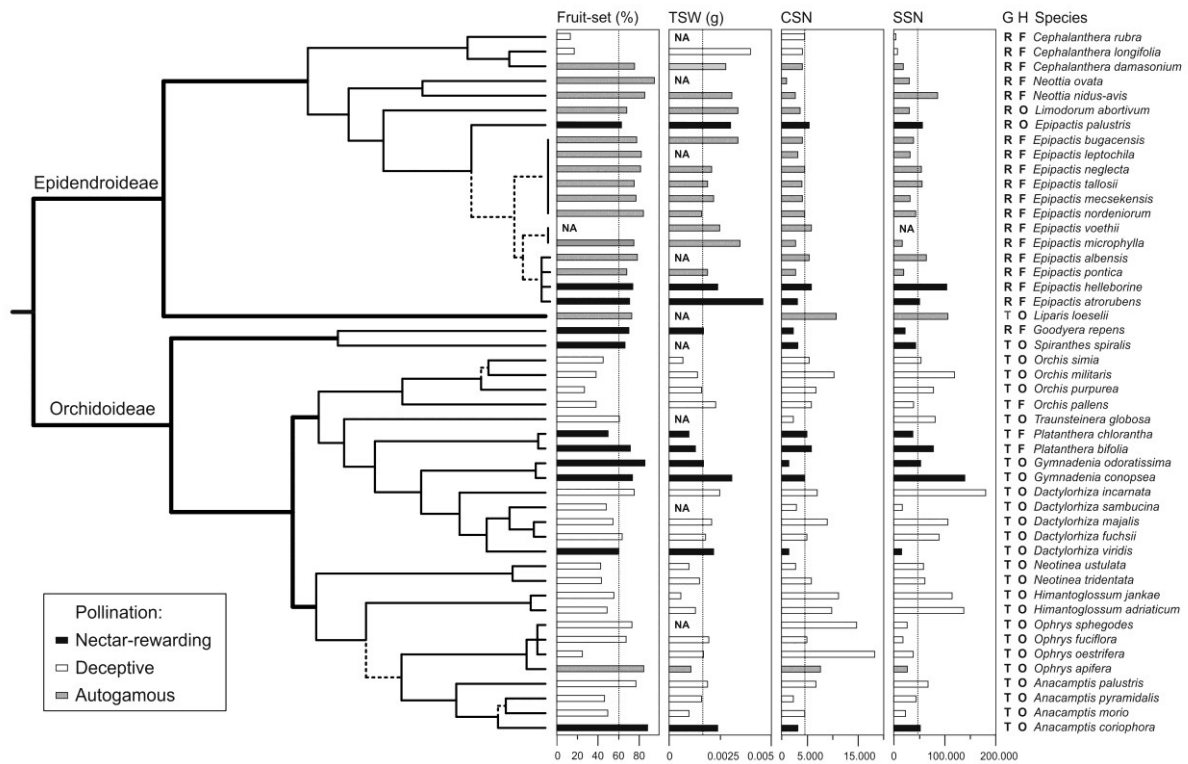 Fruit-set (%) TSW (g) CSN SSN G H Species
NA R F Cephalanthera rubra
R F Cephalanthera longifolia
R F Cephalanthera damasonium
NA R F Neottia ovata
R F Neottia nidus-avis
R O Limodorum abortivum
R O Epipactis palustris
R F Epipactis bugacensis
NA R F Epipactis leptochila
R F Epipactis neglecta
Epidendroideae R F Epipactis tallosii
R F Epipactis mecsekensis
R F Epipactis nordeniorum
NA NA R F Epipactis voethii
R F Epipactis microphylla
NA R F Epipactis albensis
R F Epipactis pontica
R F Epipactis helleborine
R F Epipactis atrorubens
NA T O Liparis loeselii
R F Goodyera repens
NA T O Spiranthes spiralis
T O Orchis simia
T O Orchis militaris
T O Orchis purpurea
Orchidoideae T F Orchis pallens
NA T O Traunsteinera globosa
T F Platanthera chlorantha
T F Platanthera bifolia
T O Gymnadenia odoratissima
T O Gymnadenia conopsea
T O Dactylorhiza incarnata
NA T O Dactylorhiza sambucina
T O Dactylorhiza majalis
T O Dactylorhiza fuchsii
T O Dactylorhiza viridis
T O Neotinea ustulata
T O Neotinea tridentata
T O Himantoglossum jankae
Pollination: T O Himantoglossum adriaticum
NA T O Ophrys sphegodes
Nectar-rewarding T O Ophrys fuciflora
T O Ophrys oestrifera
Deceptive T O Ophrys apifera
T O Anacamptis palustris
Autogamous T O Anacamptis pyramidalis
T O Anacamptis morio
T O Anacamptis coriophora
0 20 40 60 80 0 0.0025 0.005 0 5.000 15.000 0 100.000 200.000